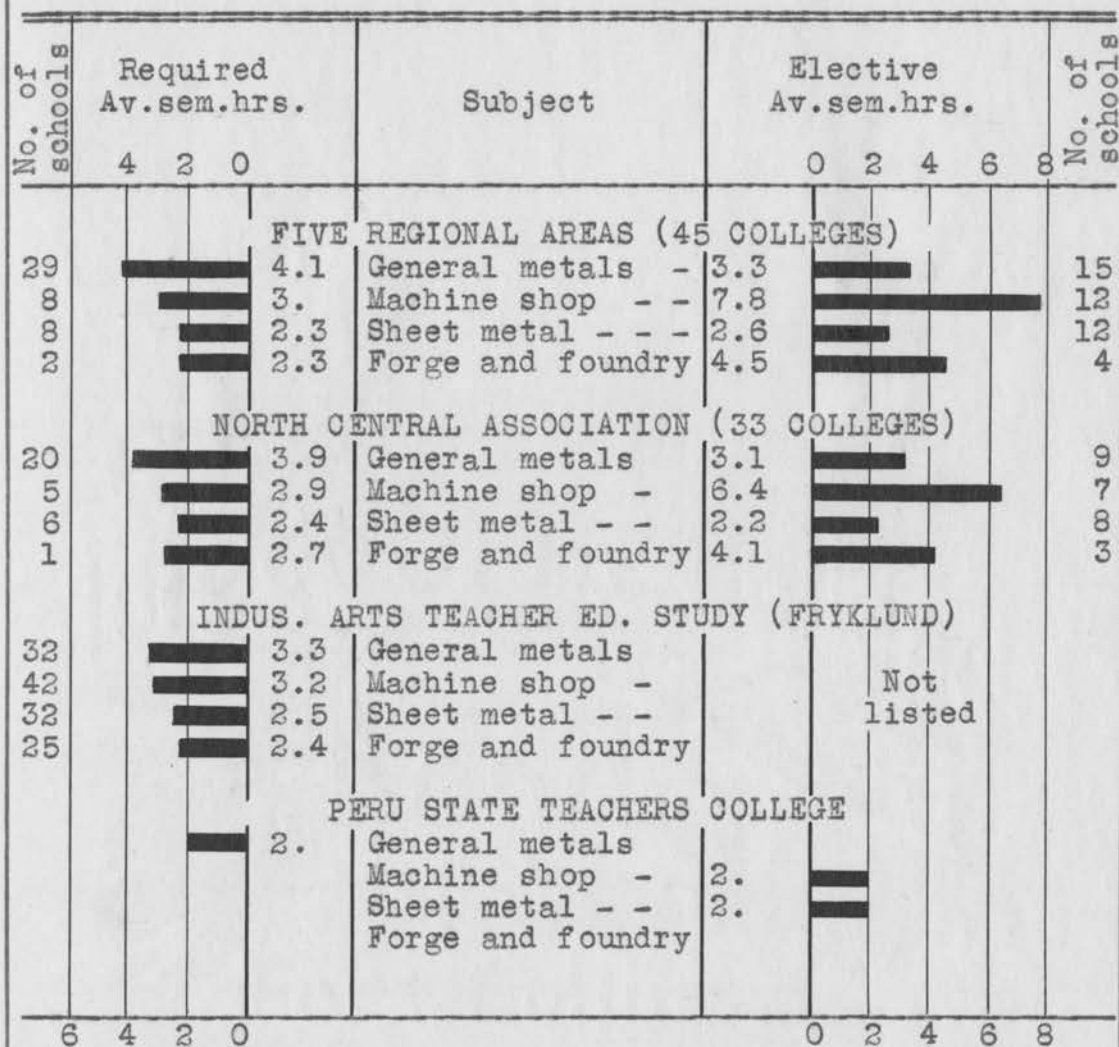 No. of schools
Required Av.sem.hrs.
Subject
Elective Av.sem.hrs.
No. of schools
4 2 0 0 2 4 6 8
FIVE REGIONAL AREAS (45 COLLEGES)
29 4.1 General metals - 3.3 15
8 3. Machine shop - - 7.8 12
8 2.3 Sheet metal - - - 2.6 12
2 2.3 Forge and foundry 4.5 4
NORTH CENTRAL ASSOCIATION (33 COLLEGES)
20 3.9 General metals 3.1 9
5 2.9 Machine shop - 6.4 7
6 2.4 Sheet metal - - 2.2 8
1 2.7 Forge and foundry 4.1 3
INDUS. ARTS TEACHER ED. STUDY (FRYKLUND)
32 3.3 General metals
42 3.2 Machine shop - Not
32 2.5 Sheet metal - - listed
25 2.4 Forge and foundry
PERU STATE TEACHERS COLLEGE
2. General metals
Machine shop - 2.
Sheet metal - - 2.
Forge and foundry
6 4 2 0 0 2 4 6 8